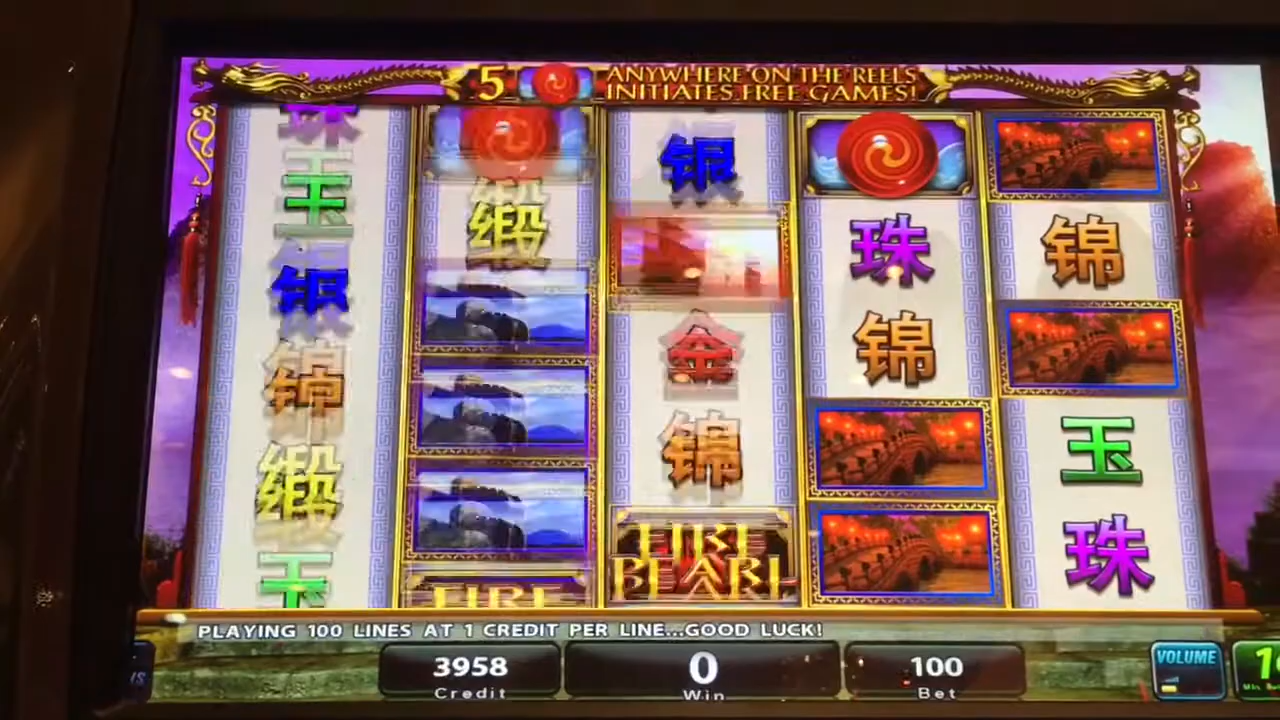 5 ANYWHERE ON THE REELS
INITIATES FREE GAMES!
珠
玉
银
锦
缎
玉
缎
FIRE
银
金
锦
FIRE
PEARL
珠
锦
锦
玉
珠
PLAYING 100 LINES AT 1 CREDIT PER LINE...GOOD LUCK!
3958
Credit
0
Win
100
Bet
VOLUME